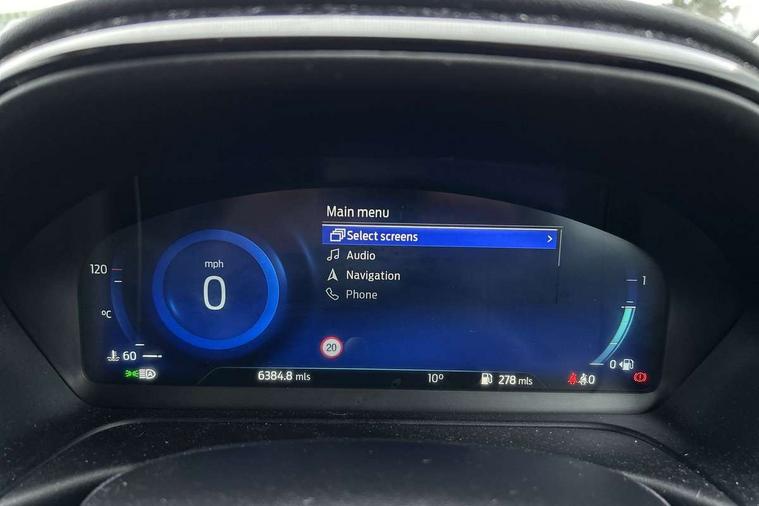 Main menu
Select screens
Audio
Navigation
Phone
mph
0
120
°C
60
20
1
0
6384.8 mls
10°
278 mls
0